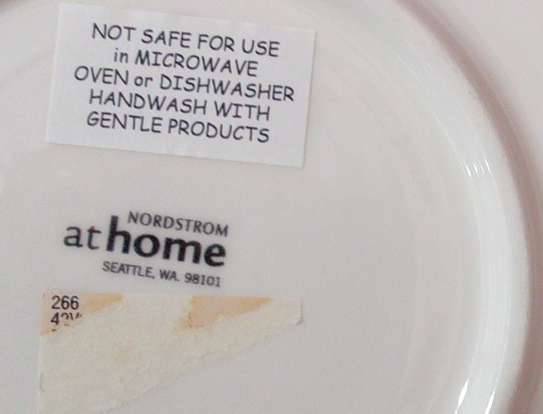 NOT SAFE FOR USE
in MICROWAVE
OVEN or DISHWASHER
HANDWASH WITH
GENTLE PRODUCTS
NORDSTROM
at home
SEATTLE, WA. 98101
266